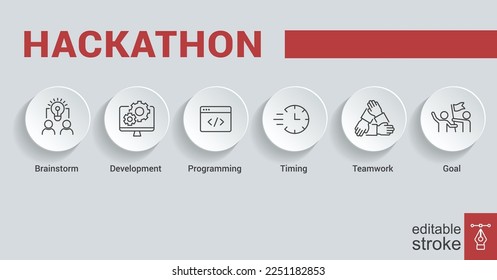 HACKATHON
Brainstorm Development Programming Timing Teamwork Goal
</>
editable
stroke
shutterstock.com · 2251182853